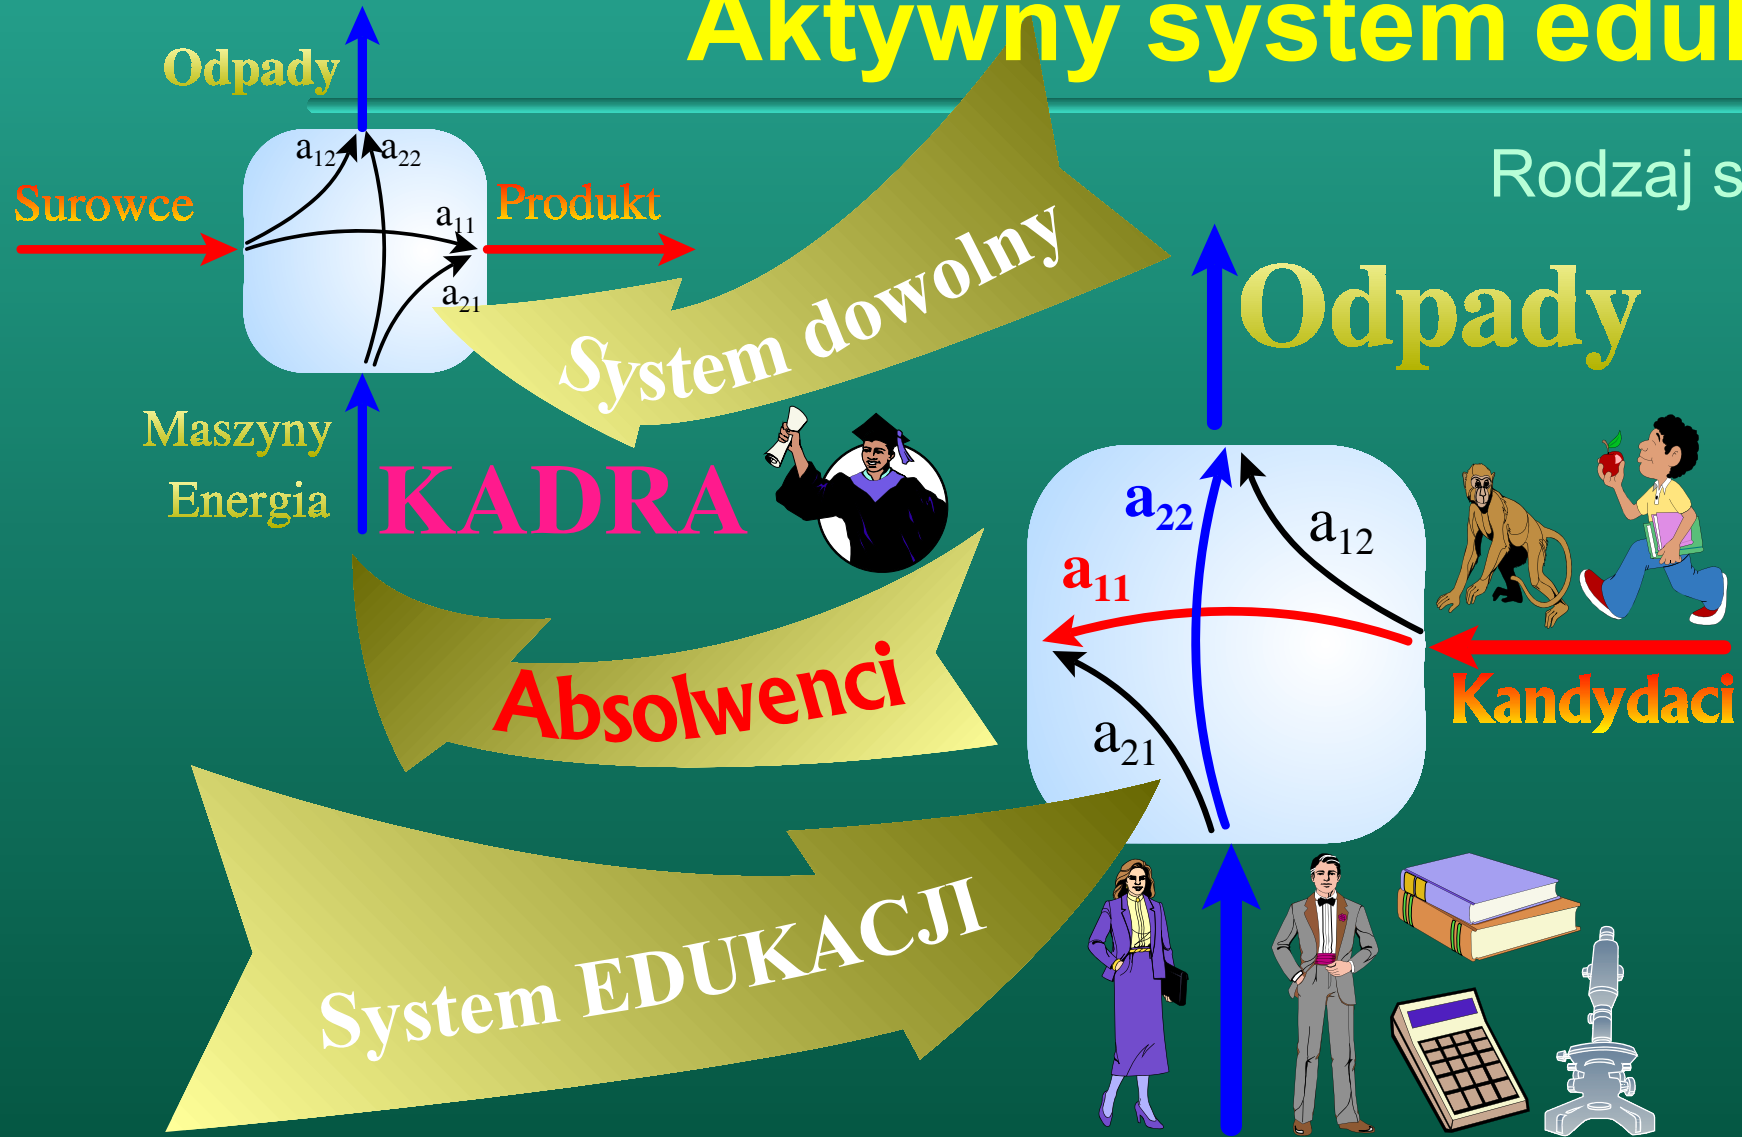 Aktywny system
Rodzaj
Odpady
a12 a22
Surowce
Produkt
a11
a21
System dowolny
Odpady
Maszyny
Energia
KADRA
a22
a12
a11
Absolwenci
Kandydaci
a21
System EDUKACJI